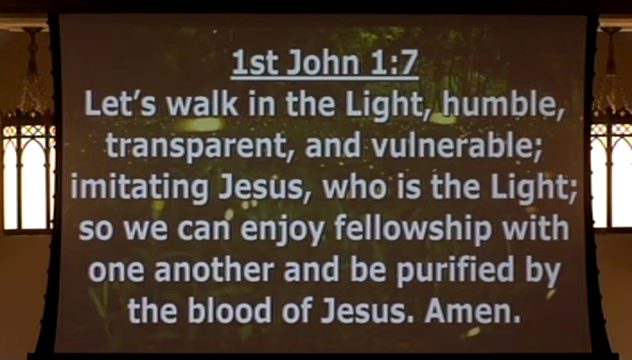 1st John 1:7
Let's walk in the Light, humble,
transparent, and vulnerable;
imitating Jesus, who is the Light;
so we can enjoy fellowship with
one another and be purified by
the blood of Jesus. Amen.